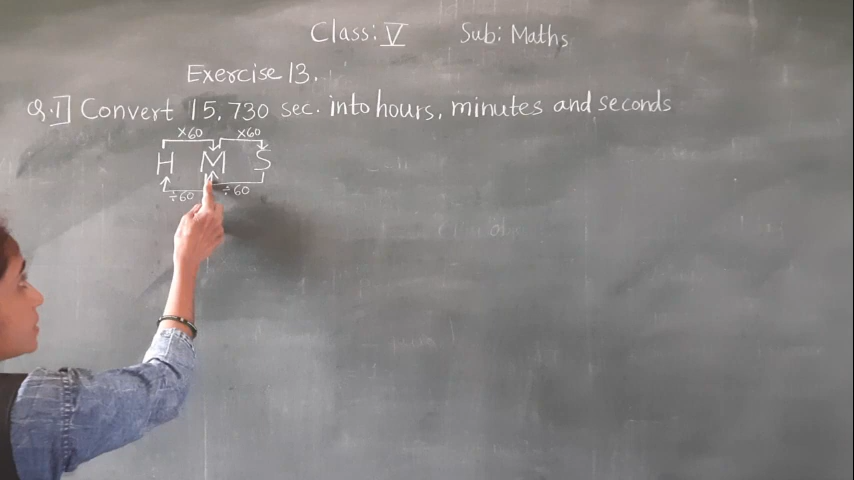 Class: V Sub: Maths
Exercise 13.
Q.1] Convert 15,730 sec. into hours, minutes and seconds
×60 ×60
H M S
÷60 ÷60